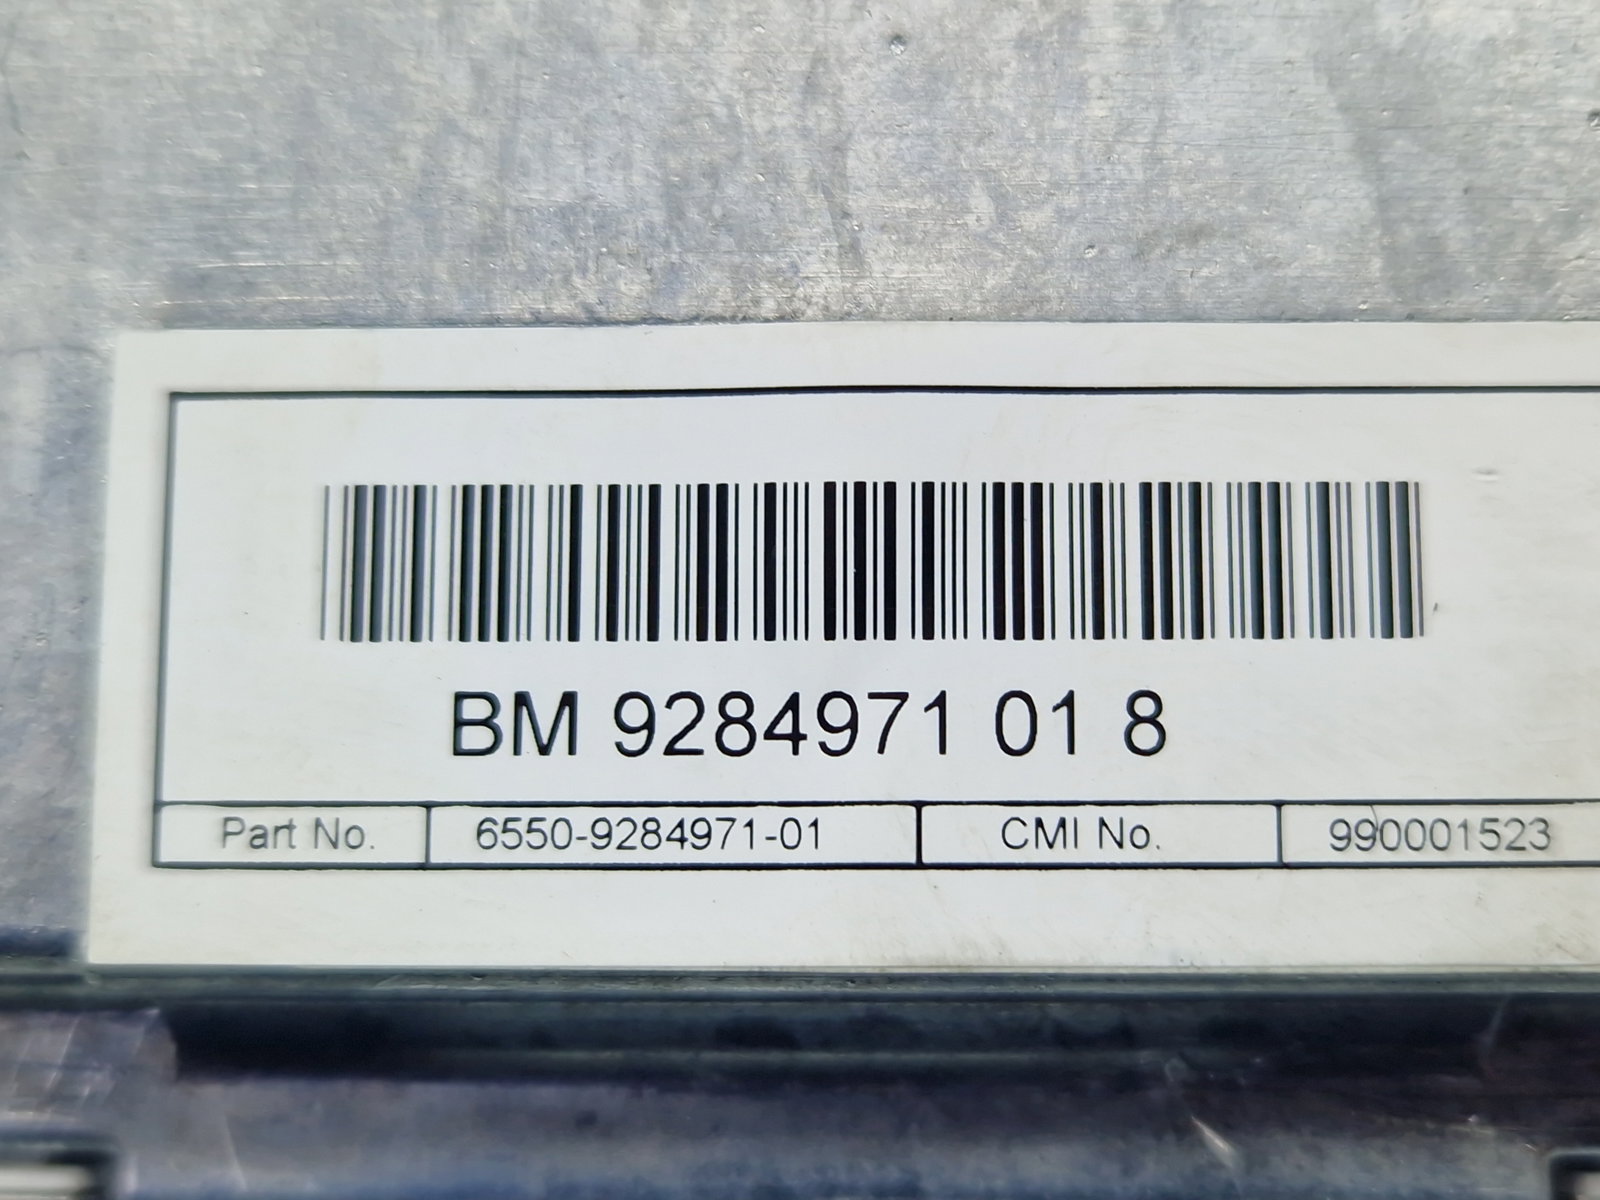 BM 9284971 01 8
Part No. 6550-9284971-01 CMI No. 990001523